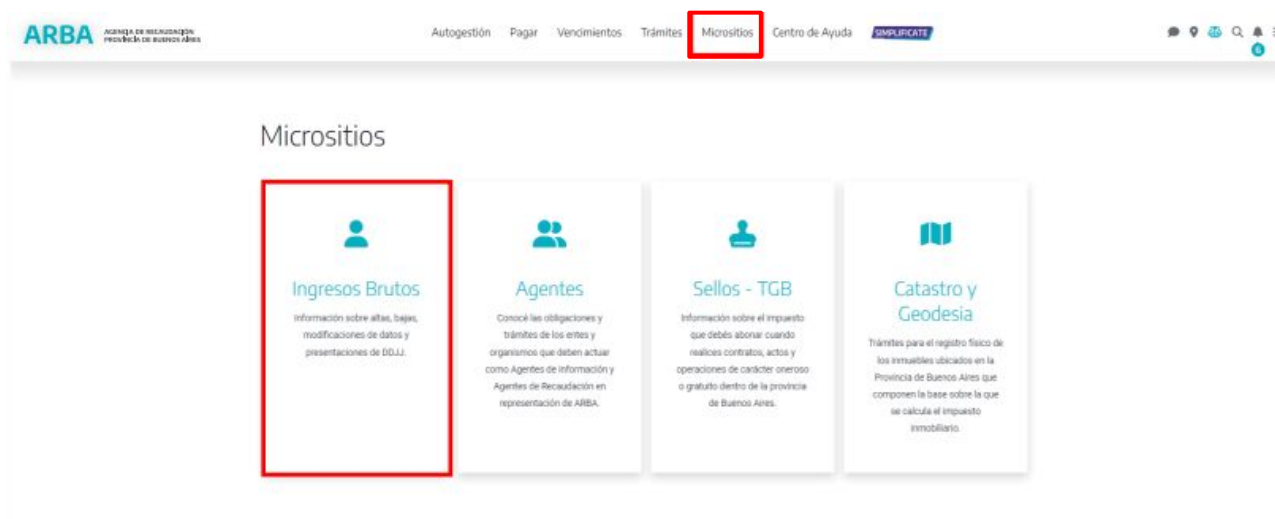 ARBA
AGENCIA DE RECAUDACIÓN
PROVINCIA DE BUENOS AIRES
Autogestión Pagar Vencimientos Trámites Micrositios Centro de Ayuda SIMPLIFICATE
6
Micrositios
Ingresos Brutos
Información sobre altas, bajas,
modificaciones de datos y
presentaciones de DDJJ.
Agentes
Conocé las obligaciones y
trámites de los entes y
organismos que deben actuar
como Agentes de Información y
Agentes de Recaudación en
representación de ARBA.
Sellos - TGB
Información sobre el impuesto
que debés abonar cuando
realices contratos, actos y
operaciones de carácter oneroso
o gratuito dentro de la provincia
de Buenos Aires.
Catastro y
Geodesia
Trámites para el registro físico de
los inmuebles ubicados en la
Provincia de Buenos Aires que
componen la base sobre la que
se calcula el impuesto
inmobiliario.